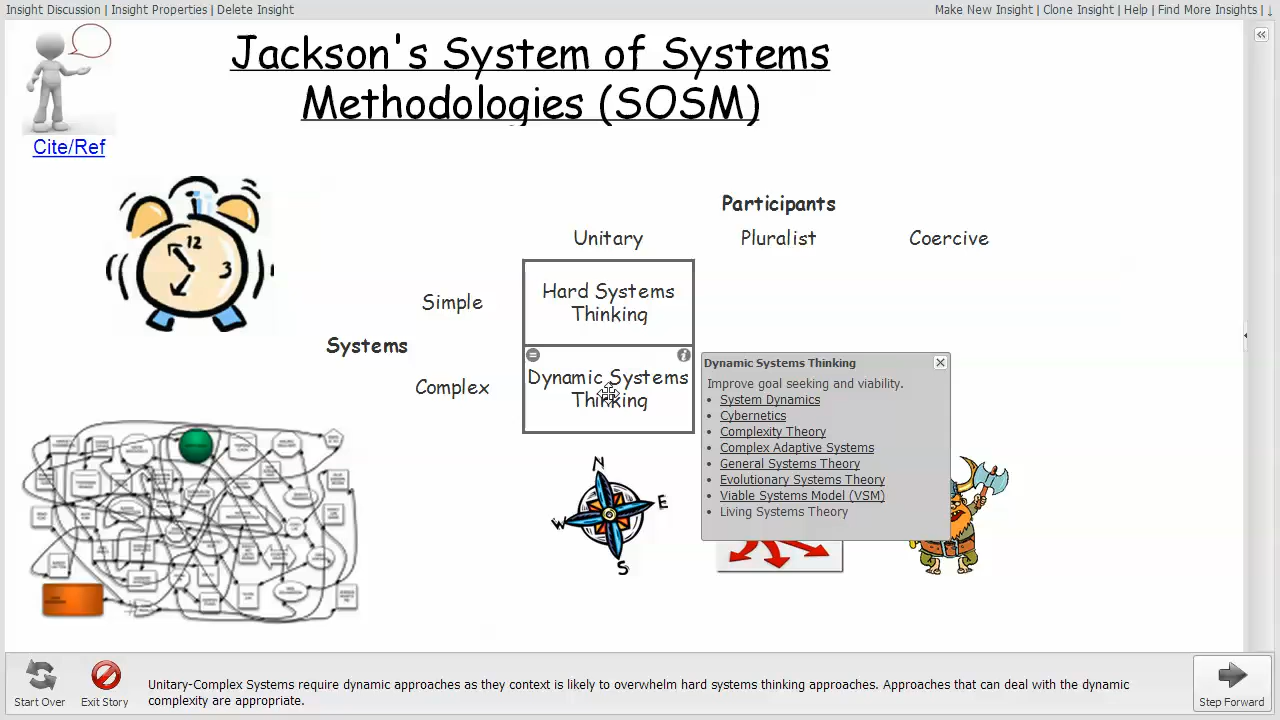 Insight Discussion | Insight Properties | Delete Insight
Make New Insight | Clone Insight | Help | Find More Insights |
Jackson's System of Systems
Methodologies (SOSM)
Cite/Ref
Participants
Unitary Pluralist Coercive
12
3
Simple
Hard Systems
Thinking
Systems
Complex
Dynamic Systems
Thinking
Dynamic Systems Thinking
Improve goal seeking and viability.
• System Dynamics
• Cybernetics
• Complexity Theory
• Complex Adaptive Systems
• General Systems Theory
• Evolutionary Systems Theory
• Viable Systems Model (VSM)
• Living Systems Theory
N
E
W
S
Start Over
Exit Story
Unitary-Complex Systems require dynamic approaches as they context is likely to overwhelm hard systems thinking approaches. Approaches that can deal with the dynamic
complexity are appropriate.
Step Forward